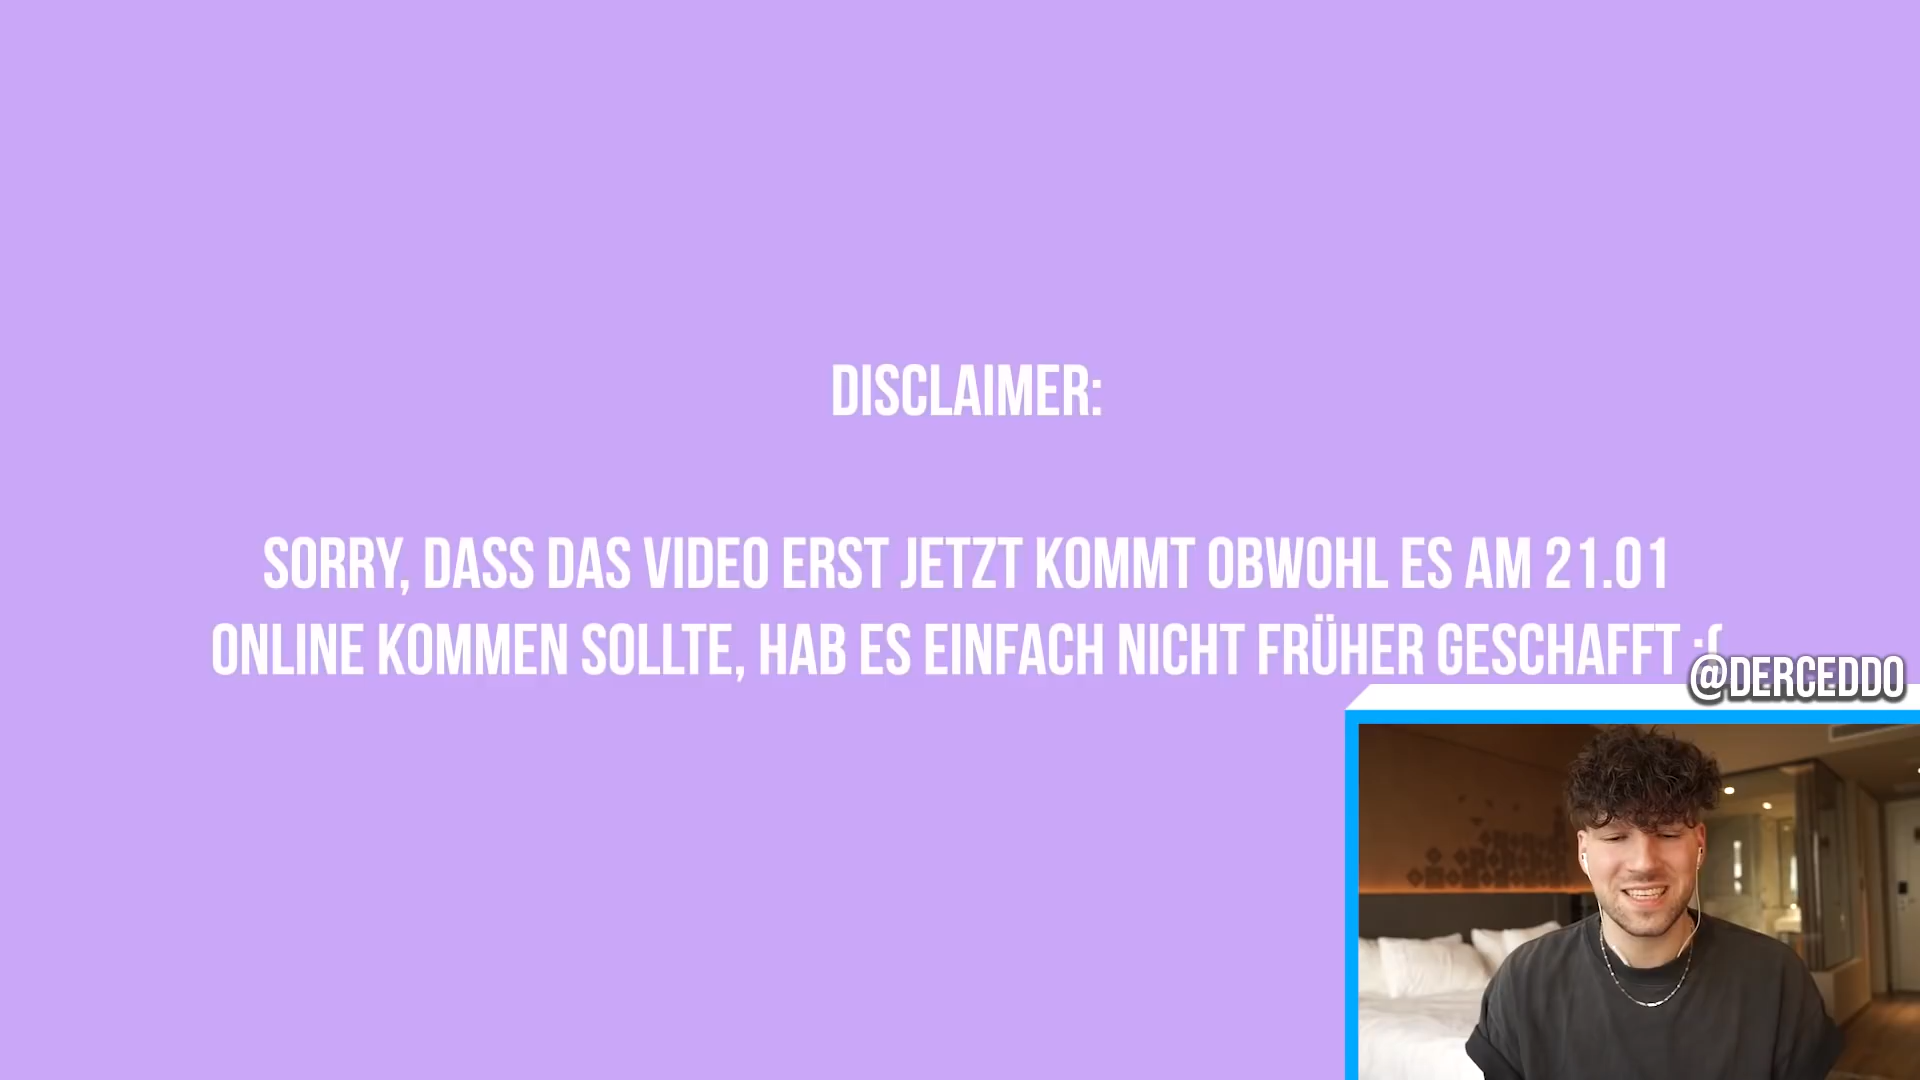 DISCLAIMER:
SORRY, DASS DAS VIDEO ERST JETZT KOMMT OBWOHL ES AM 21.01
ONLINE KOMMEN SOLLTE, HAB ES EINFACH NICHT FRÜHER GESCHAFFT :(
@DERCEDDO